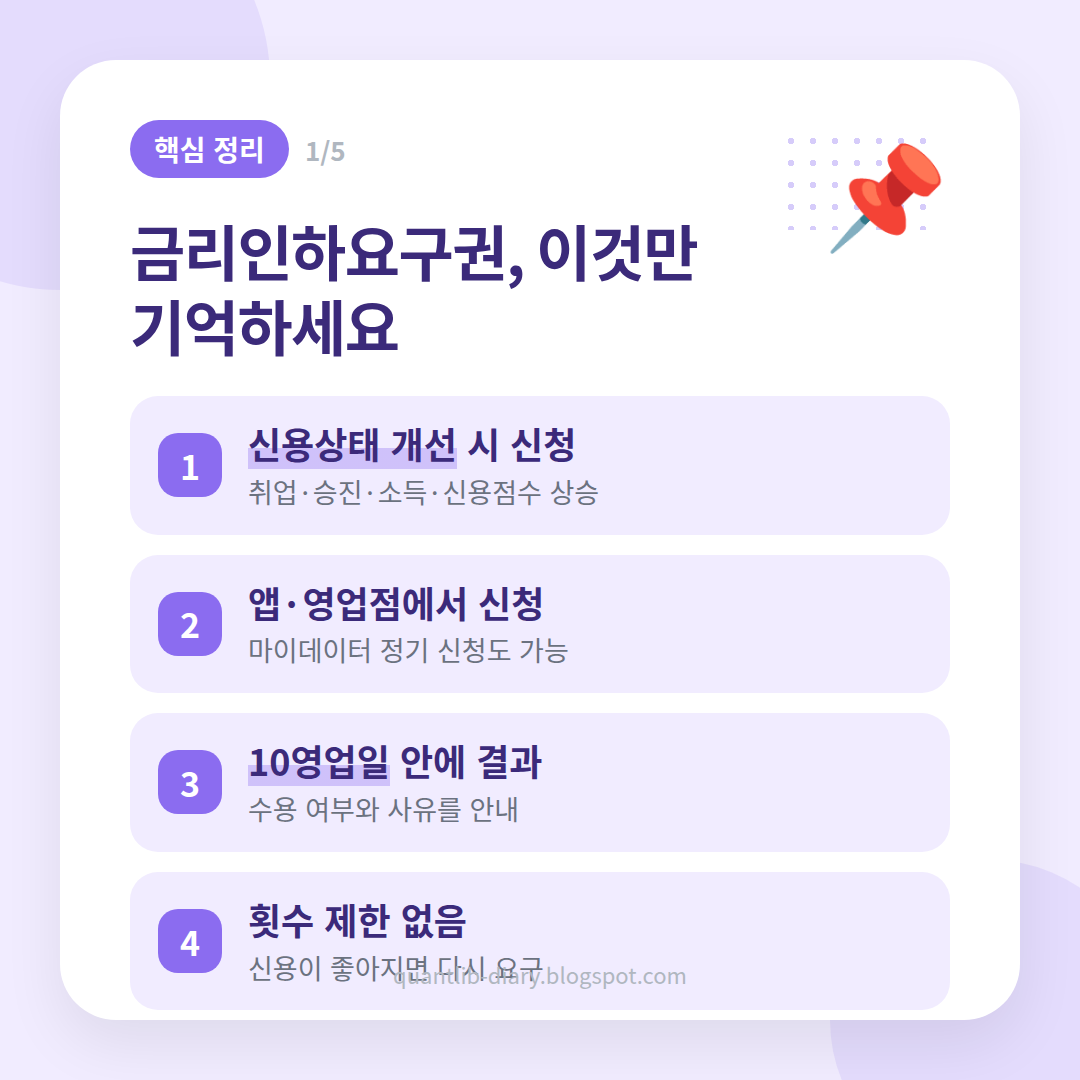 핵심 정리 1/5
금리인하요구권, 이것만
기억하세요
1 신용상태 개선 시 신청
취업·승진·소득·신용점수 상승
2 앱·영업점에서 신청
마이데이터 정기 신청도 가능
3 10영업일 안에 결과
수용 여부와 사유를 안내
4 횟수 제한 없음
신용이 좋아지면 다시 요구
quantlib-diary.blogspot.com